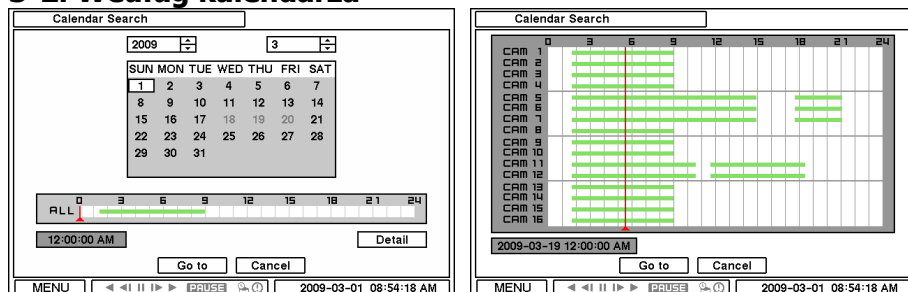 Calendar Search
2009 3
SUN MON TUE WED THU FRI SAT
1 2 3 4 5 6 7
8 9 10 11 12 13 14
15 16 17 18 19 20 21
22 23 24 25 26 27 28
29 30 31
0 3 6 9 12 15 18 21 24
ALL
12:00:00 AM Detail
Go to Cancel
MENU PAUSE 2009-03-01 08:54:18 AM
Calendar Search
0 3 6 9 12 15 18 21 24
CAM 1
CAM 2
CAM 3
CAM 4
CAM 5
CAM 6
CAM 7
CAM 8
CAM 9
CAM 10
CAM 11
CAM 12
CAM 13
CAM 14
CAM 15
CAM 16
2009-03-19 12:00:00 AM
Go to Cancel
MENU PAUSE 2009-03-01 08:54:18 AM